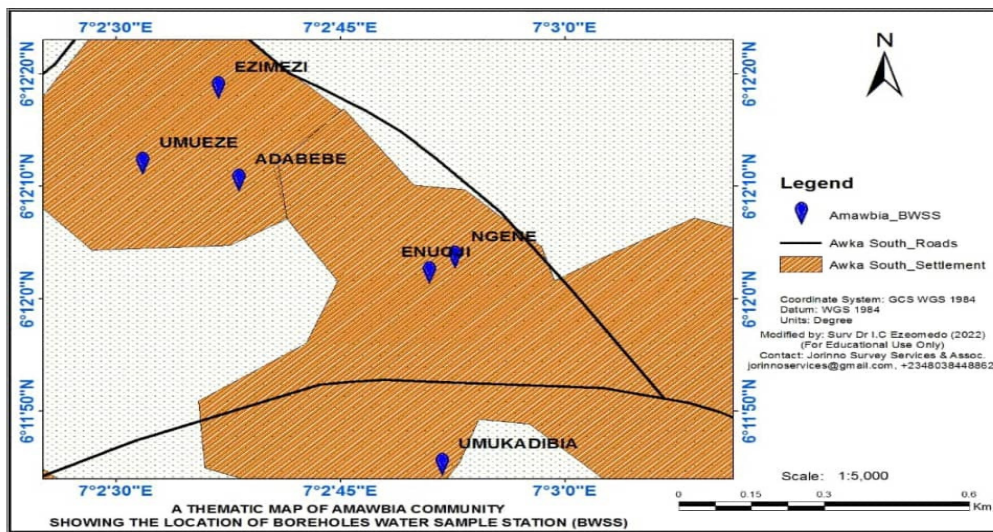 7°2'30"E 7°2'45"E 7°3'0"E
N
6°12'20"N 6°12'20"N
EZIMEZI
UMUEZE
ADABEBE
6°12'10"N 6°12'10"N
Legend
Amawbia_BWSS
NGENE
Awka South_Roads
ENUOJI
Awka South_Settlement
6°12'0"N 6°12'0"N
Coordinate System: GCS WGS 1984
Datum: WGS 1984
Units: Degree
Modified by: Surv Dr I.C Ezeomedo (2022)
(For Educational Use Only)
Contact: Jorinno Survey Services & Assoc.
jorinnoservices@gmail.com, +2348038448862
6°11'50"N 6°11'50"N
UMUKADIBIA
Scale: 1:5,000
7°2'30"E 7°2'45"E 7°3'0"E
0 0.15 0.3 0.6
Km
A THEMATIC MAP OF AMAWBIA COMMUNITY
SHOWING THE LOCATION OF BOREHOLES WATER SAMPLE STATION (BWSS)